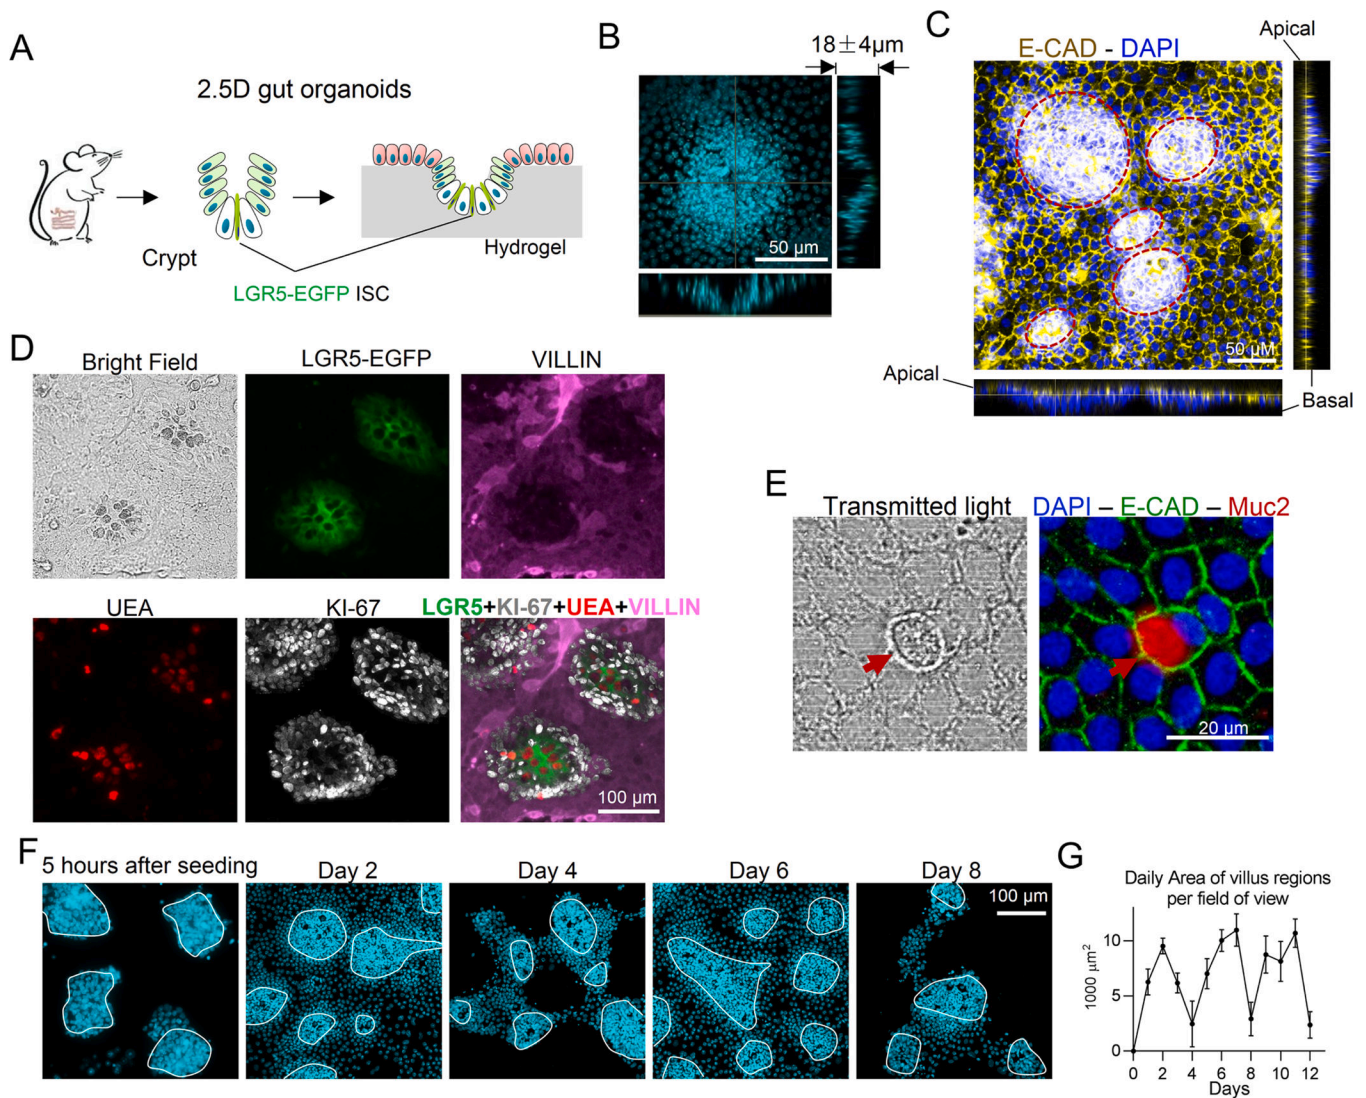 A
2.5D gut organoids
Crypt
Hydrogel
LGR5-EGFP ISC
B
18±4μm
50 μm
C
E-CAD - DAPI
Apical
50 μM
Apical
Basal
D
Bright Field
LGR5-EGFP
VILLIN
UEA
KI-67
LGR5+KI-67+UEA+VILLIN
100 μm
E
Transmitted light
DAPI – E-CAD – Muc2
20 μm
F
5 hours after seeding
Day 2
Day 4
Day 6
Day 8
100 μm
G
Daily Area of villus regions
per field of view
1000 μm²
10
5
0
0 2 4 6 8 10 12
Days